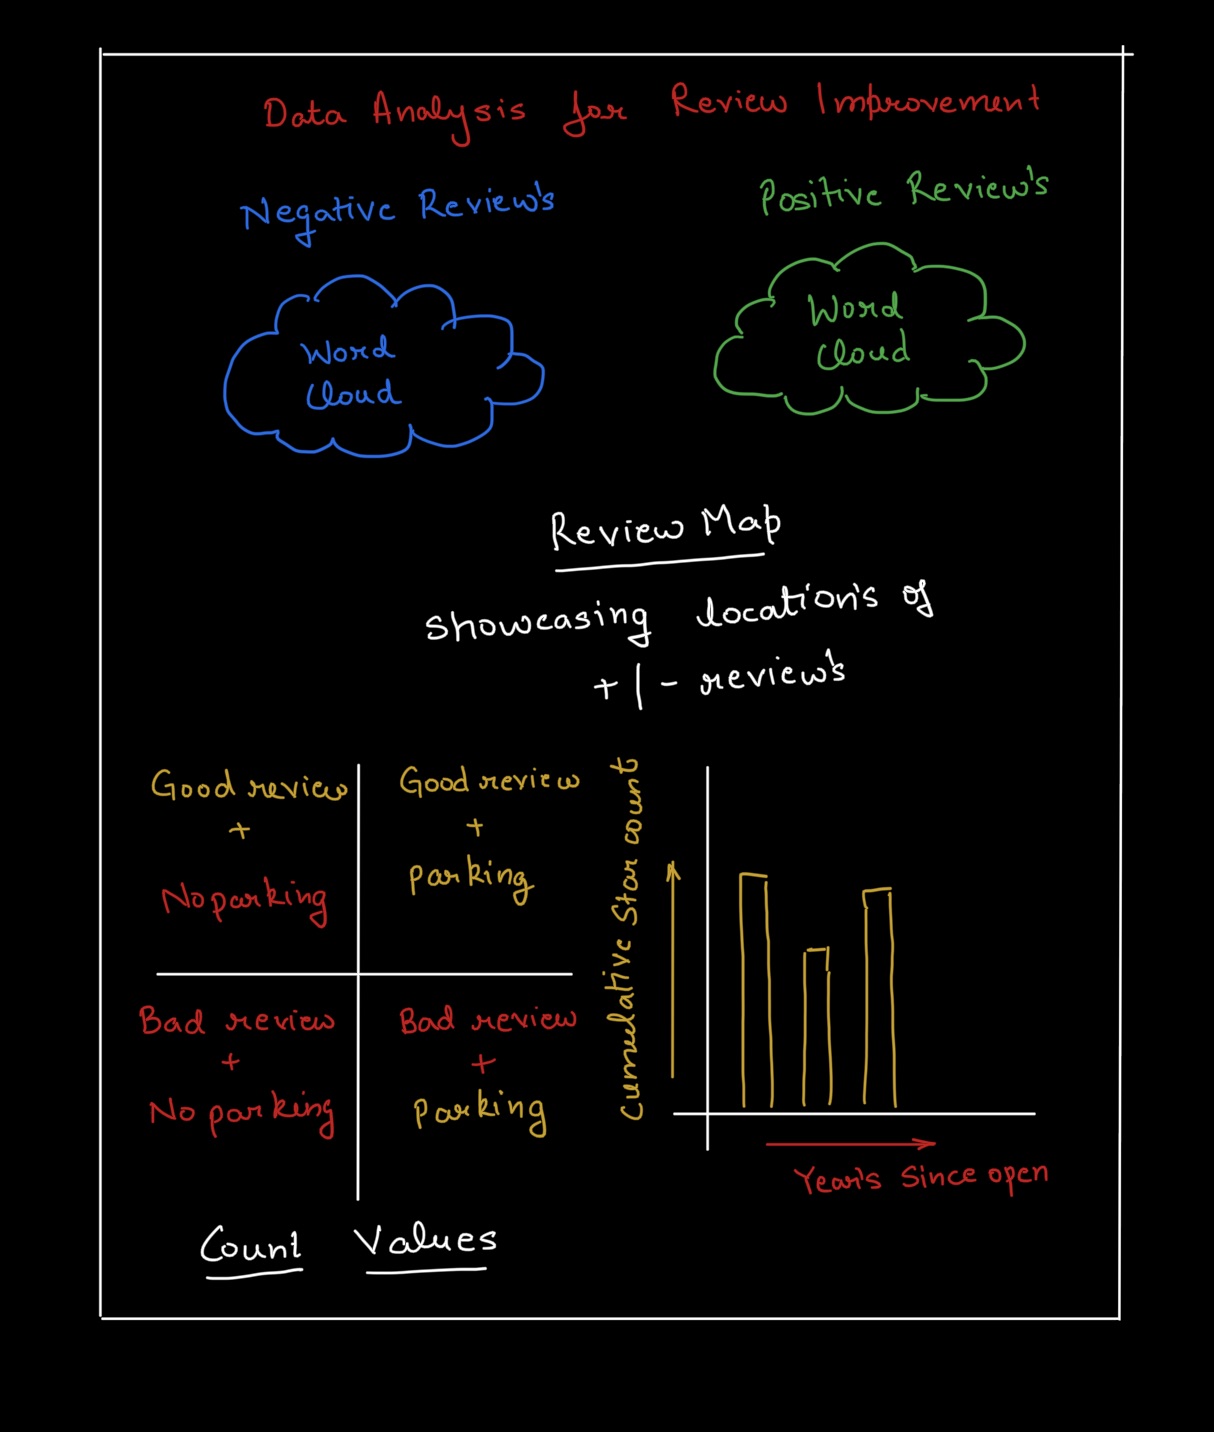 Data Analysis for Review Improvement
Negative Review's
Positive Review's
Word
Cloud
Word
Cloud
Review Map
showcasing location's of
+ | - review's
Good review
+
No parking
Good review
+
Parking
Bad review
+
No parking
Bad review
+
Parking
Count Values
Cumulative Star count
Year's Since open